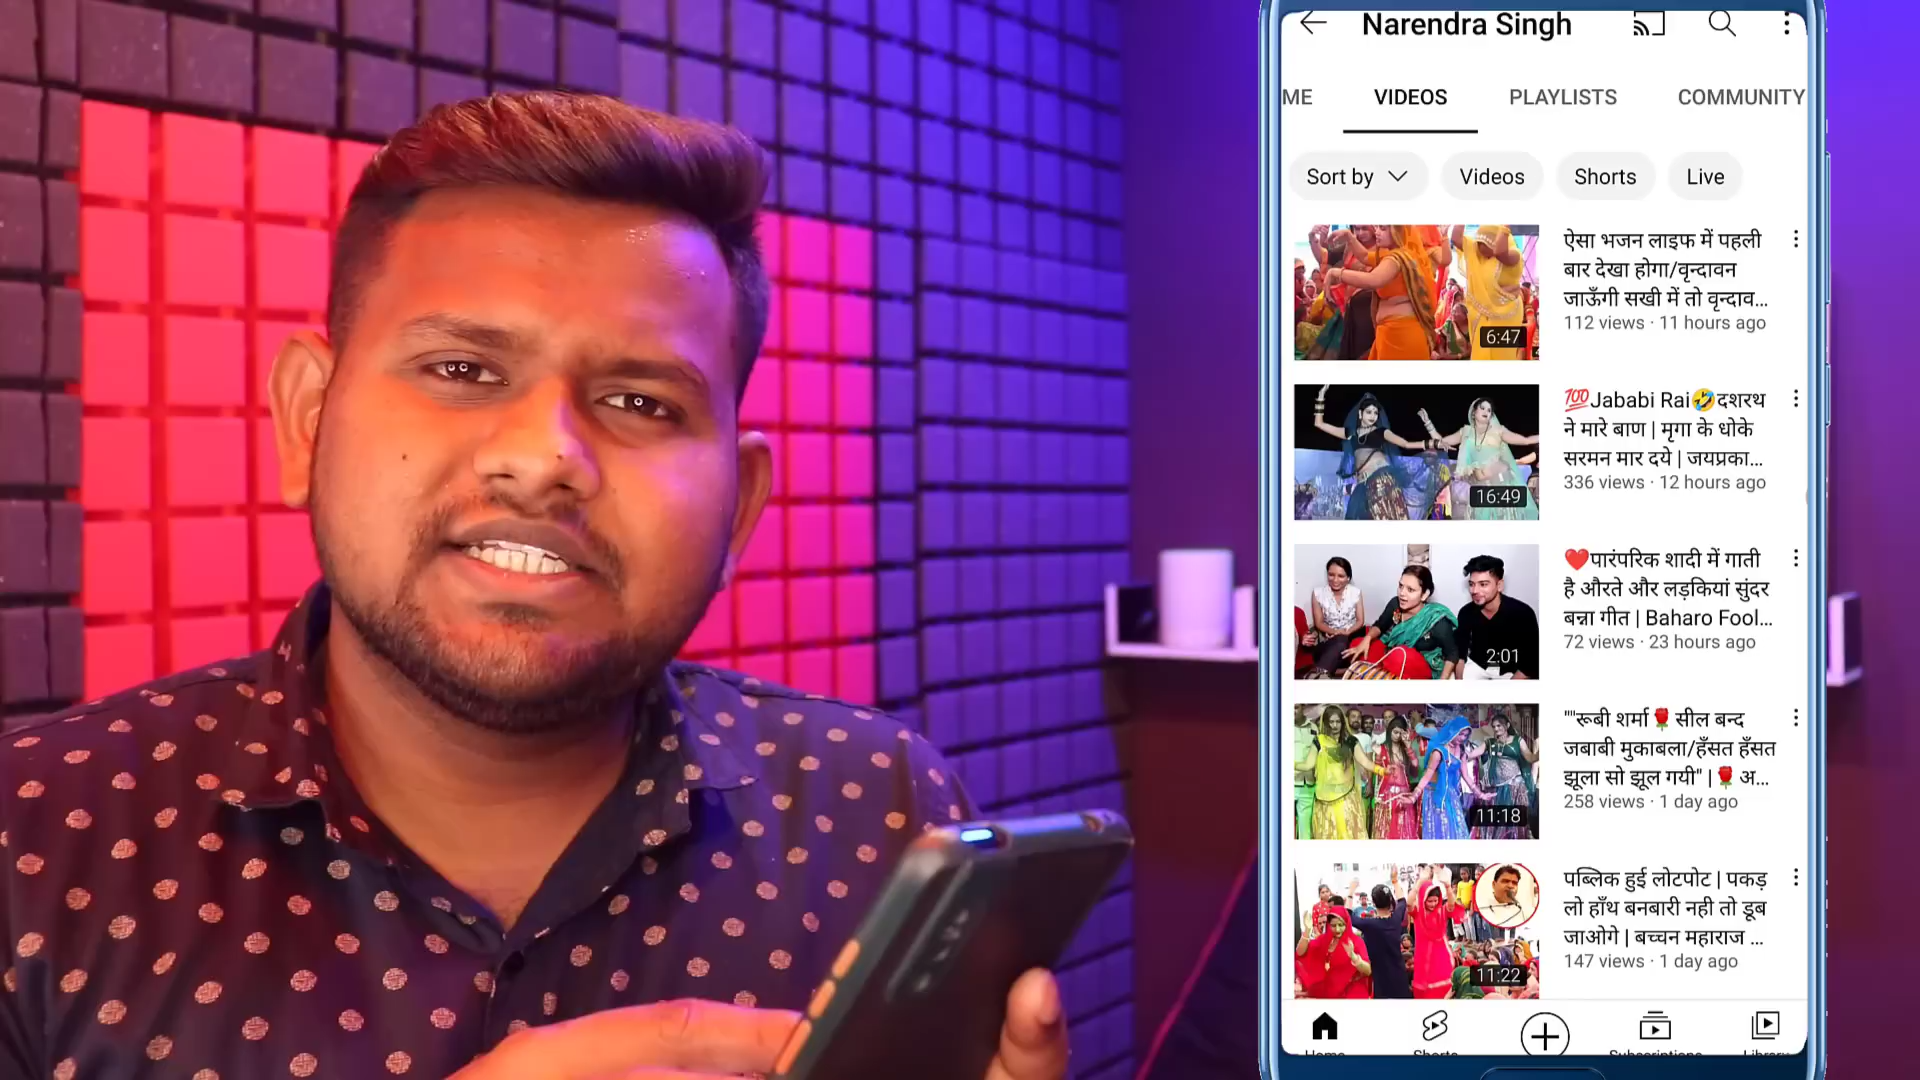 Narendra Singh
ME VIDEOS PLAYLISTS COMMUNITY
Sort by Videos Shorts Live
ऐसा भजन लाइफ में पहली
बार देखा होगा/वृन्दावन
जाऊँगी सखी में तो वृन्दाव...
112 views · 11 hours ago
6:47
💯Jababi Rai🤣दशरथ
ने मारे बाण | मृगा के धोके
सरमन मार दये | जयप्रका...
336 views · 12 hours ago
16:49
❤️पारंपरिक शादी में गाती
है औरते और लड़कियां सुंदर
बन्ना गीत | Baharo Fool...
72 views · 23 hours ago
2:01
""रूबी शर्मा🌹सील बन्द
जबाबी मुकाबला/हँसत हँसत
झूला सो झूल गयी" |🌹अ...
258 views · 1 day ago
11:18
पब्लिक हुई लोटपोट | पकड़
लो हाँथ बनबारी नही तो डूब
जाओगे | बच्चन महाराज ...
147 views · 1 day ago
11:22
Home Shorts Subscriptions Library